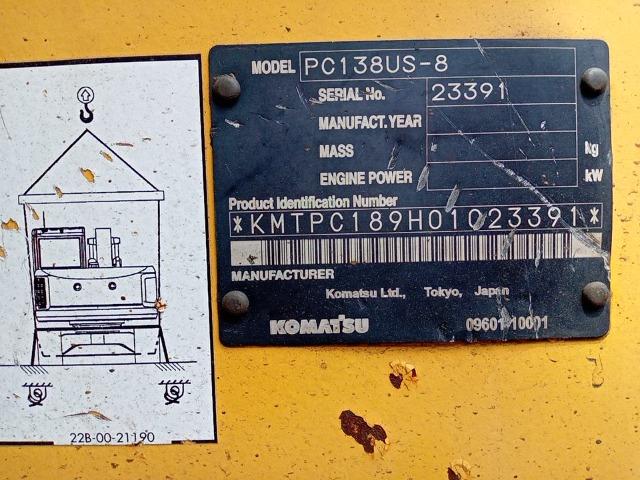 MODEL PC138US-8
SERIAL No. 23391
MANUFACT. YEAR
MASS Kg
ENGINE POWER kW
Product Identification Number
*KMTPC189H01023391*
MANUFACTURER
Komatsu Ltd., Tokyo, Japan
KOMATSU 09601-10001
22B-00-21190